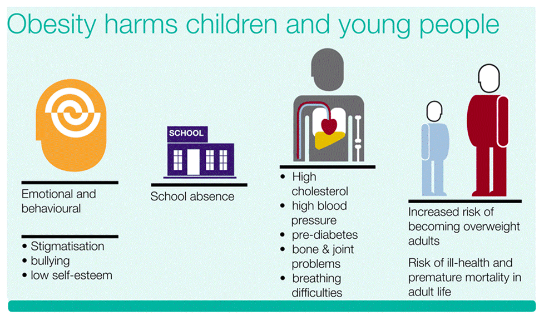 Obesity harms children and young people
SCHOOL
Emotional and
behavioural
• Stigmatisation
• bullying
• low self-esteem
School absence
• High
cholesterol
• high blood
pressure
• pre-diabetes
• bone & joint
problems
• breathing
difficulties
Increased risk of
becoming overweight
adults
Risk of ill-health and
premature mortality in
adult life